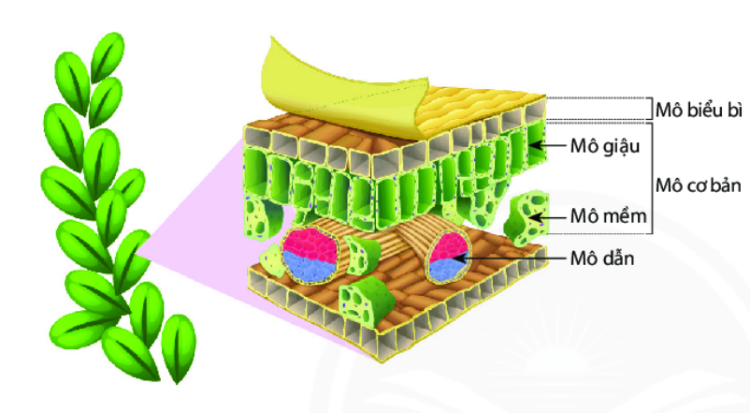 Mô biểu bì
Mô giậu
Mô cơ bản
Mô mềm
Mô dẫn